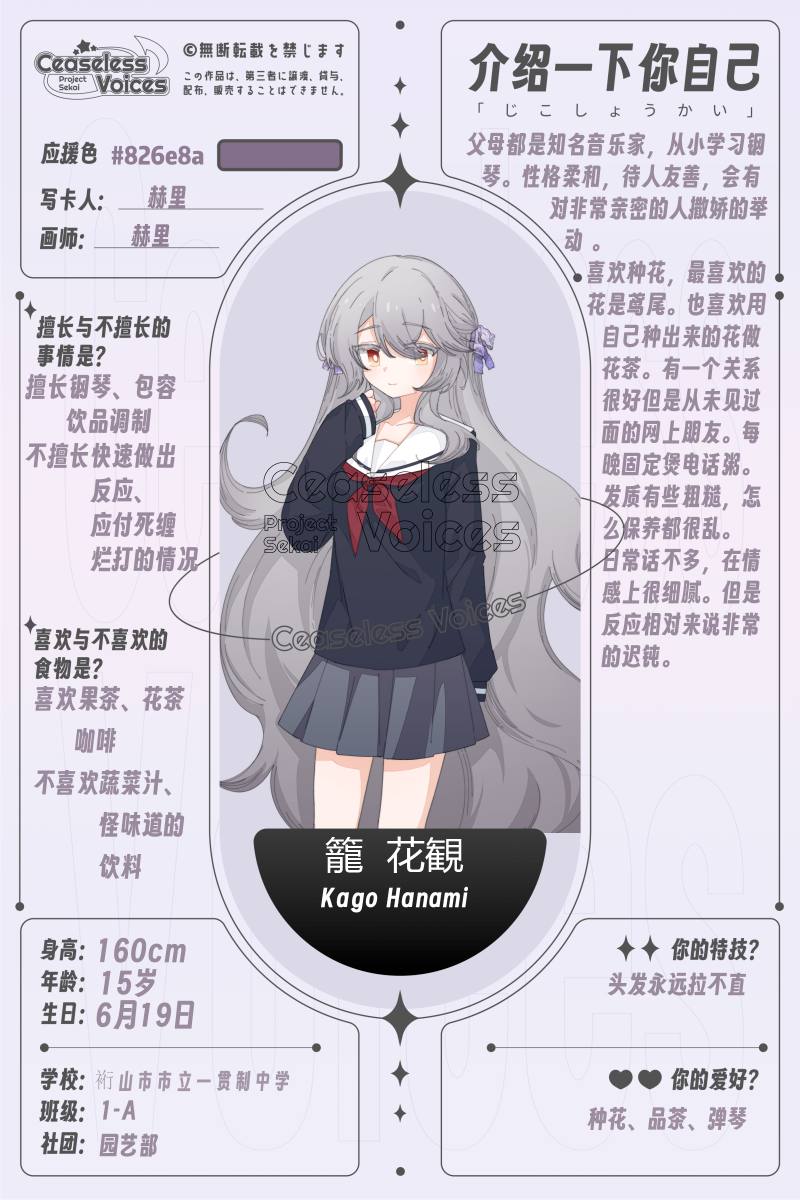 Ceaseless
Project
Sekai
Voices
©無断転載を禁じます
この作品は、第三者に譲渡、貸与、
配布、販売することはできません。
应援色 #826e8a
写卡人： 赫里
画师： 赫里
介绍一下你自己
「じこしょうかい」
父母都是知名音乐家，从小学习钢
琴。性格柔和，待人友善，会有
对非常亲密的人撒娇的举
动 。
喜欢种花，最喜欢的
花是鸢尾。也喜欢用
自己种出来的花做
花茶。有一个关系
很好但是从未见过
面的网上朋友。每
晚固定煲电话粥。
发质有些粗糙，怎
么保养都很乱。
日常话不多，在情
感上很细腻。但是
反应相对来说非常
的迟钝。
擅长与不擅长的
事情是？
擅长钢琴、包容
饮品调制
不擅长快速做出
反应、
应付死缠
烂打的情况
喜欢与不喜欢的
食物是？
喜欢果茶、花茶
咖啡
不喜欢蔬菜汁、
怪味道的
饮料
Ceaseless
Project
Sekai
Voices
Ceaseless Voices
籠 花観
Kago Hanami
身高： 160cm
年龄： 15岁
生日： 6月19日
学校： 裄山市市立一贯制中学
班级： 1-A
社团： 园艺部
你的特技？
头发永远拉不直
你的爱好？
种花、品茶、弹琴